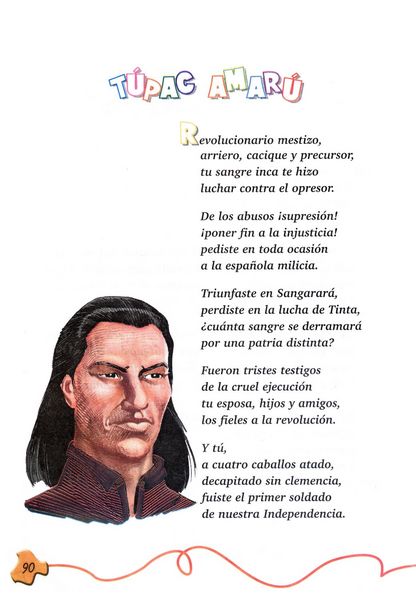 TÚPAC AMARÚ
Revolucionario mestizo,
arriero, cacique y precursor,
tu sangre inca te hizo
luchar contra el opresor.
De los abusos ¡supresión!
¡poner fin a la injusticia!
pediste en toda ocasión
a la española milicia.
Triunfaste en Sangarará,
perdiste en la lucha de Tinta,
¿cuánta sangre se derramará
por una patria distinta?
Fueron tristes testigos
de la cruel ejecución
tu esposa, hijos y amigos,
los fieles a la revolución.
Y tú,
a cuatro caballos atado,
decapitado sin clemencia,
fuiste el primer soldado
de nuestra Independencia.
90